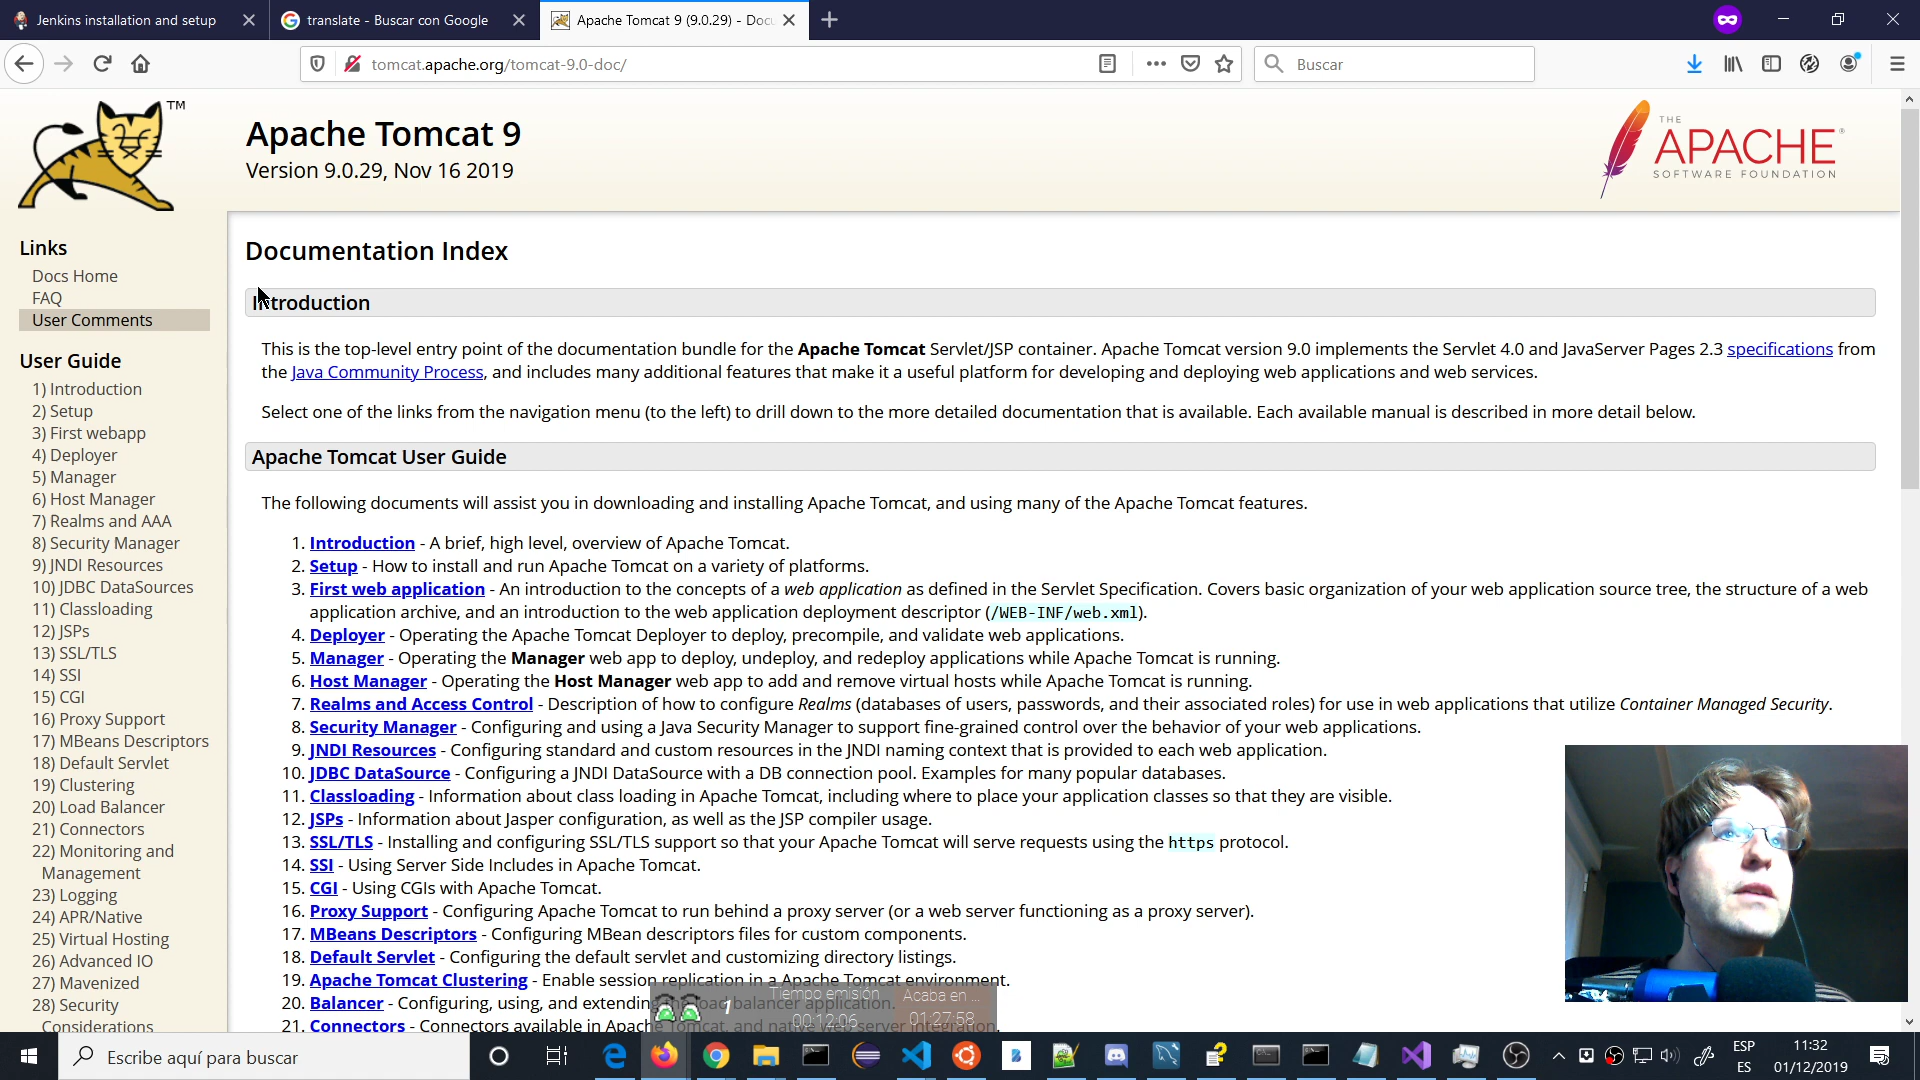 Jenkins installation and setup
translate - Buscar con Google
Apache Tomcat 9 (9.0.29) - Doc
tomcat.apache.org/tomcat-9.0-doc/
Buscar
TM
Apache Tomcat 9
Version 9.0.29, Nov 16 2019
THE
APACHE®
SOFTWARE FOUNDATION
Links
Docs Home
FAQ
User Comments
User Guide
1) Introduction
2) Setup
3) First webapp
4) Deployer
5) Manager
6) Host Manager
7) Realms and AAA
8) Security Manager
9) JNDI Resources
10) JDBC DataSources
11) Classloading
12) JSPs
13) SSL/TLS
14) SSI
15) CGI
16) Proxy Support
17) MBeans Descriptors
18) Default Servlet
19) Clustering
20) Load Balancer
21) Connectors
22) Monitoring and
Management
23) Logging
24) APR/Native
25) Virtual Hosting
26) Advanced IO
27) Mavenized
28) Security
Considerations
Documentation Index
Introduction
This is the top-level entry point of the documentation bundle for the Apache Tomcat Servlet/JSP container. Apache Tomcat version 9.0 implements the Servlet 4.0 and JavaServer Pages 2.3 specifications from
the Java Community Process, and includes many additional features that make it a useful platform for developing and deploying web applications and web services.
Select one of the links from the navigation menu (to the left) to drill down to the more detailed documentation that is available. Each available manual is described in more detail below.
Apache Tomcat User Guide
The following documents will assist you in downloading and installing Apache Tomcat, and using many of the Apache Tomcat features.
1. Introduction - A brief, high level, overview of Apache Tomcat.
2. Setup - How to install and run Apache Tomcat on a variety of platforms.
3. First web application - An introduction to the concepts of a web application as defined in the Servlet Specification. Covers basic organization of your web application source tree, the structure of a web
application archive, and an introduction to the web application deployment descriptor (/WEB-INF/web.xml).
4. Deployer - Operating the Apache Tomcat Deployer to deploy, precompile, and validate web applications.
5. Manager - Operating the Manager web app to deploy, undeploy, and redeploy applications while Apache Tomcat is running.
6. Host Manager - Operating the Host Manager web app to add and remove virtual hosts while Apache Tomcat is running.
7. Realms and Access Control - Description of how to configure Realms (databases of users, passwords, and their associated roles) for use in web applications that utilize Container Managed Security.
8. Security Manager - Configuring and using a Java Security Manager to support fine-grained control over the behavior of your web applications.
9. JNDI Resources - Configuring standard and custom resources in the JNDI naming context that is provided to each web application.
10. JDBC DataSource - Configuring a JNDI DataSource with a DB connection pool. Examples for many popular databases.
11. Classloading - Information about class loading in Apache Tomcat, including where to place your application classes so that they are visible.
12. JSPs - Information about Jasper configuration, as well as the JSP compiler usage.
13. SSL/TLS - Installing and configuring SSL/TLS support so that your Apache Tomcat will serve requests using the https protocol.
14. SSI - Using Server Side Includes in Apache Tomcat.
15. CGI - Using CGIs with Apache Tomcat.
16. Proxy Support - Configuring Apache Tomcat to run behind a proxy server (or a web server functioning as a proxy server).
17. MBeans Descriptors - Configuring MBean descriptors files for custom components.
18. Default Servlet - Configuring the default servlet and customizing directory listings.
19. Apache Tomcat Clustering - Enable session replication in a Apache Tomcat environment.
20. Balancer - Configuring, using, and extending the load balancer application.
21. Connectors - Connectors available in Apache Tomcat, and native web server integration.
1
Tiempo emisión
00:12:06
Acaba en ...
01:27:58
Escribe aquí para buscar
ESP
ES
11:32
01/12/2019